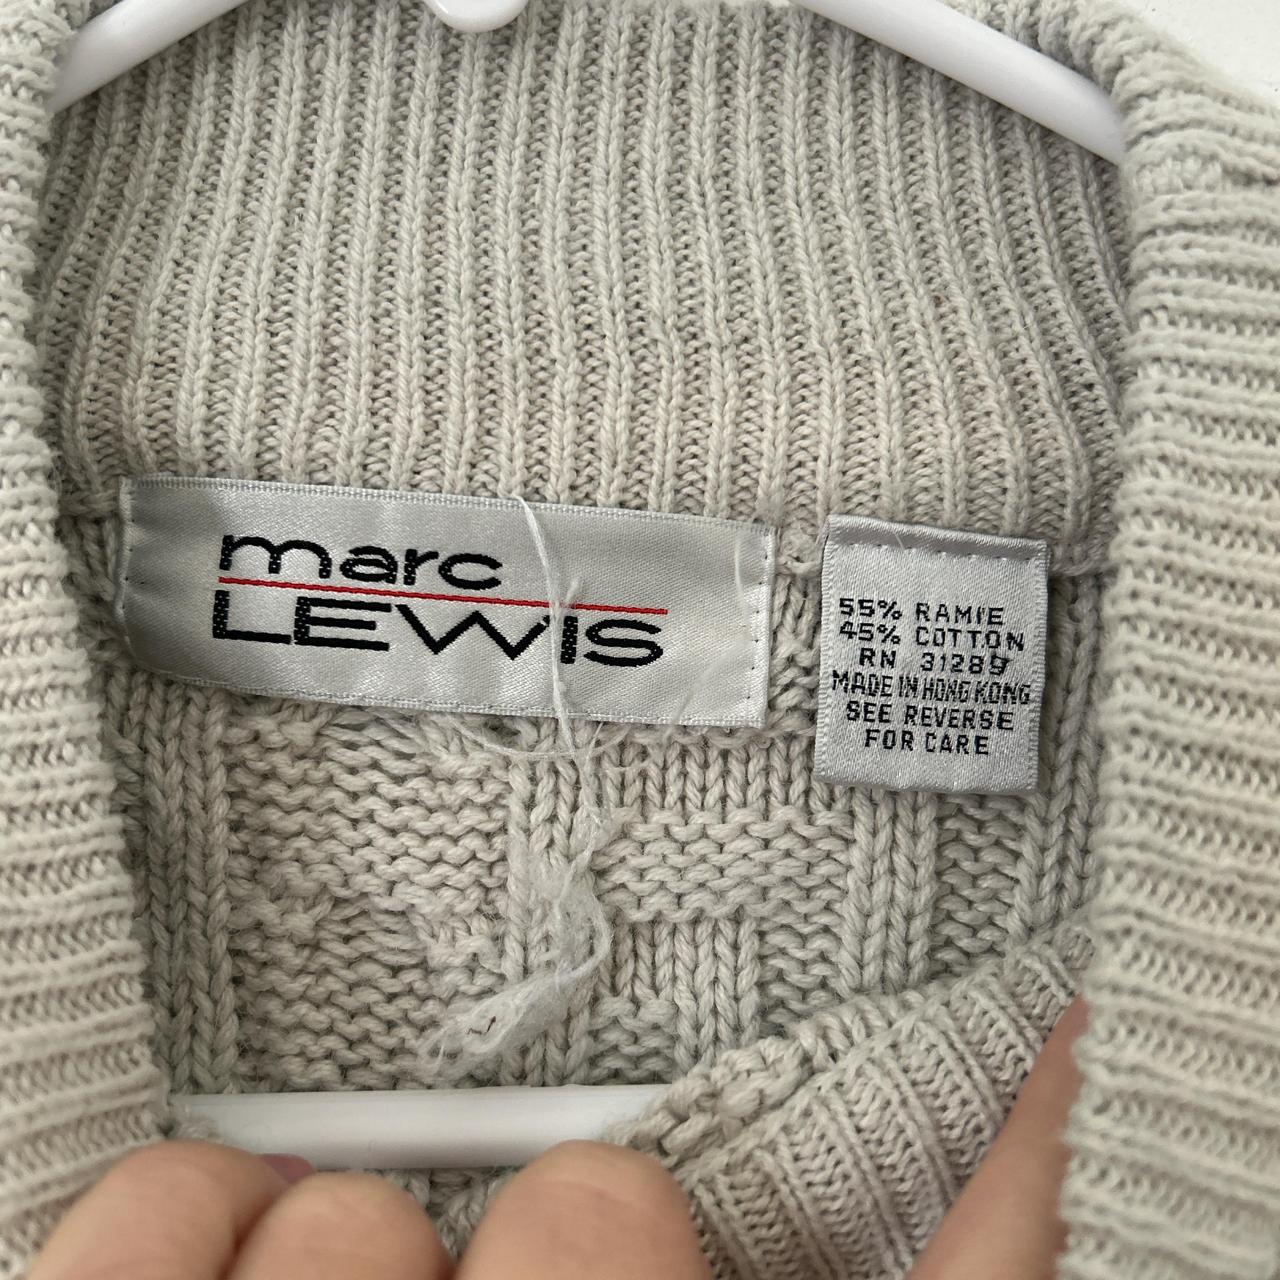 marc
LEWIS
55% RAMIE
45% COTTON
RN 31289
MADE IN HONG KONG
SEE REVERSE
FOR CARE